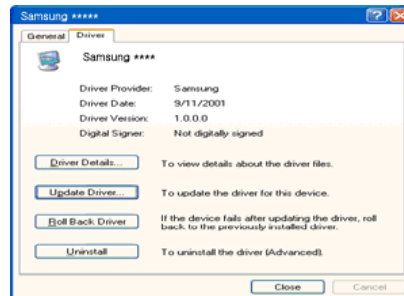 Samsung *****
General
Driver
Samsung ****
Driver Provider: Samsung
Driver Date: 9/11/2001
Driver Version: 1.0.0.0
Digital Signer: Not digitally signed
Driver Details... To view details about the driver files.
Update Driver... To update the driver for this device.
Roll Back Driver If the device fails after updating the driver, roll
back to the previously installed driver.
Uninstall To uninstall the driver (Advanced).
Close Cancel